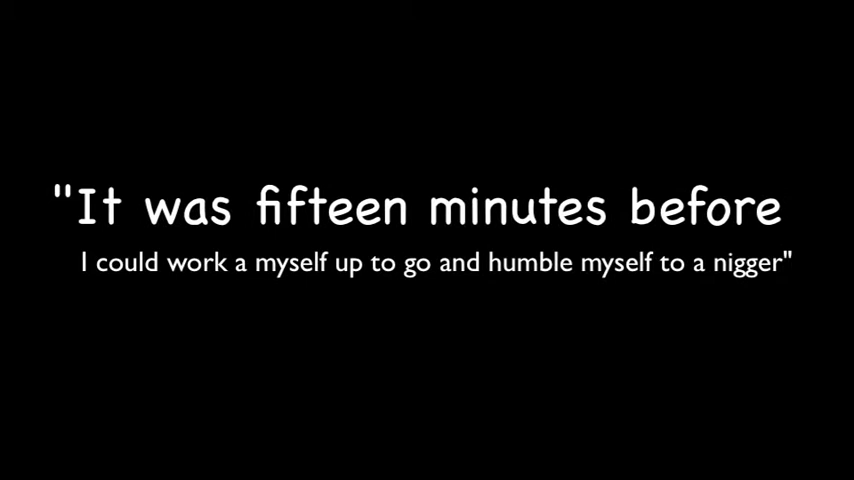 "It was fifteen minutes before
I could work a myself up to go and humble myself to a nigger"